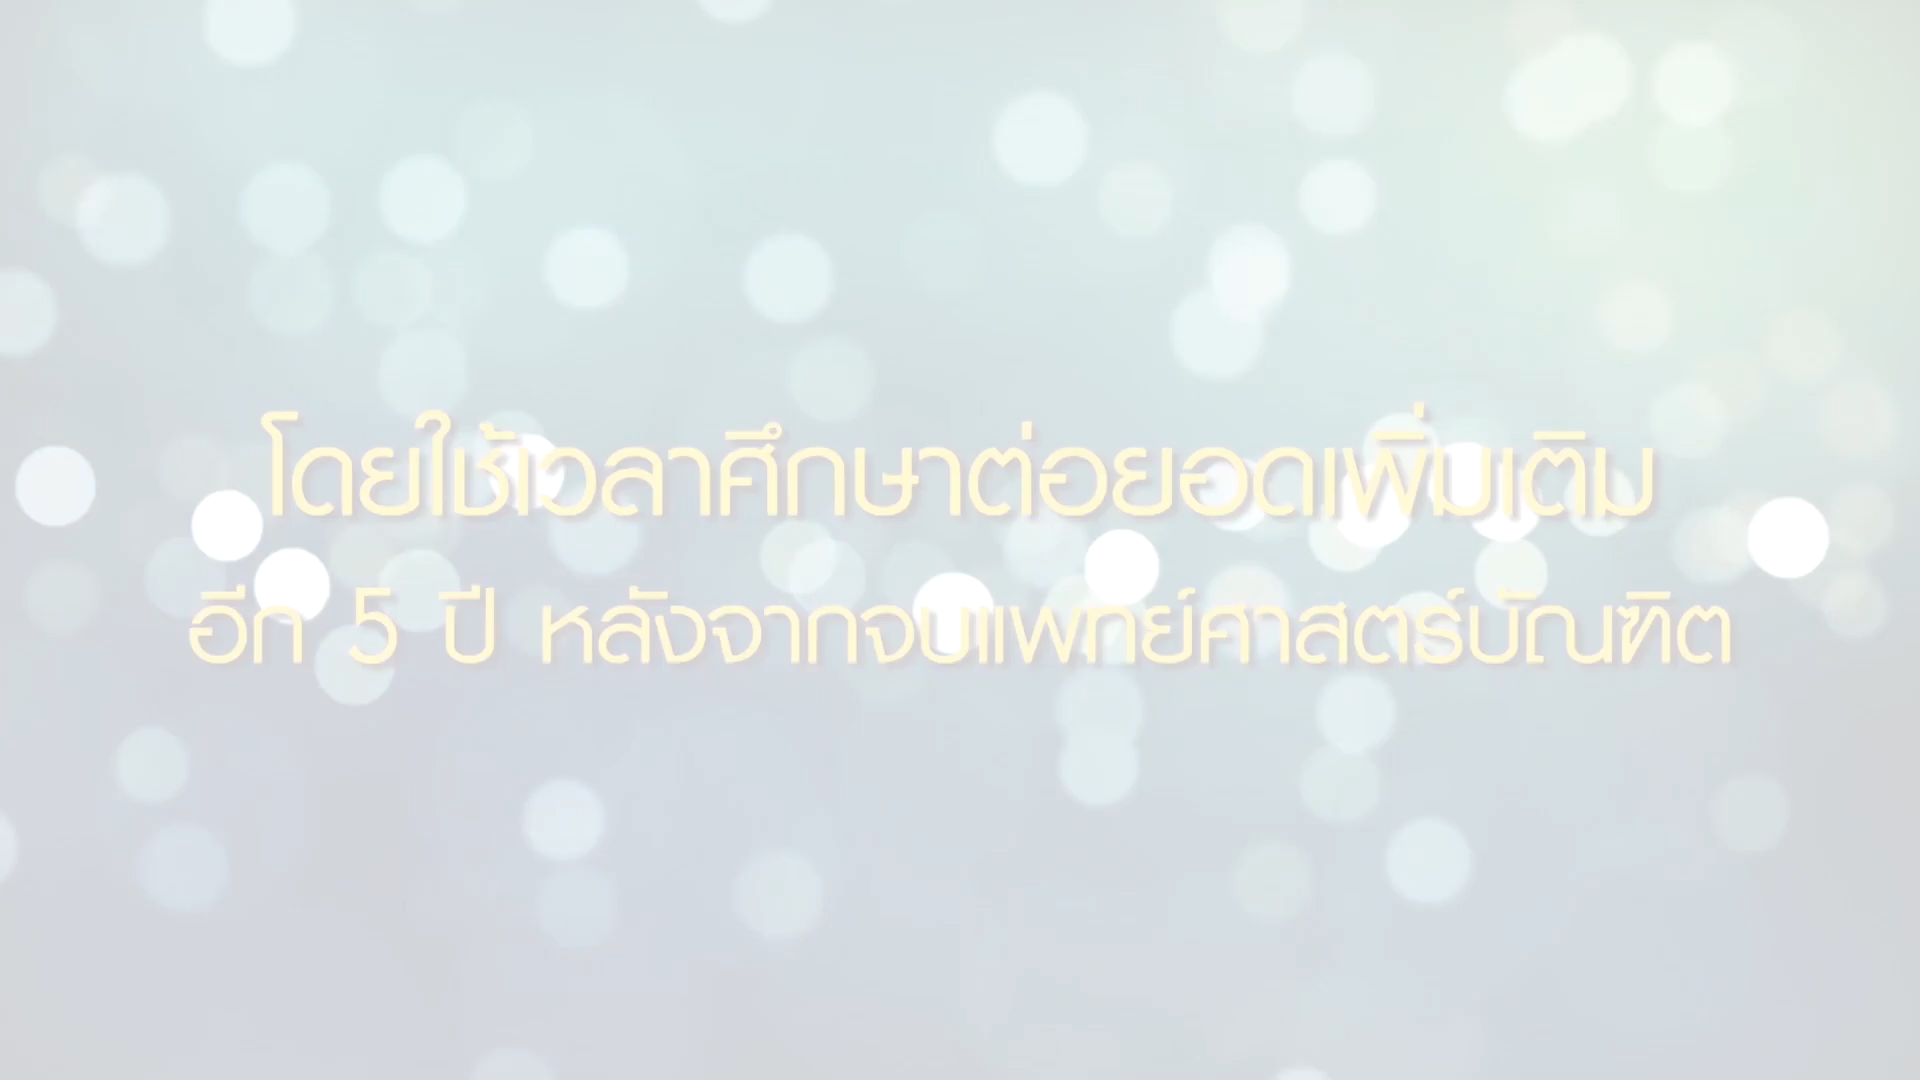 โดยใช้เวลาศึกษาต่อยอดเพิ่มเติม
อีก 5 ปี หลังจากจบแพทย์ศาสตร์บัณฑิต